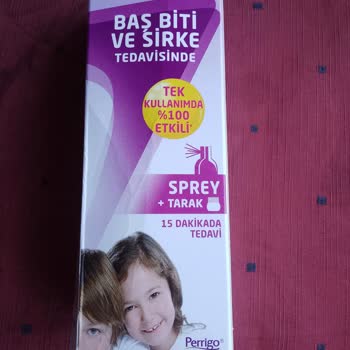 BAŞ BİTİ
VE SİRKE
TEDAVİSİNDE
TEK
KULLANIMDA
%100
ETKİLİ*
SPREY
+ TARAK
15 DAKİKADA
TEDAVİ
Perrigo®